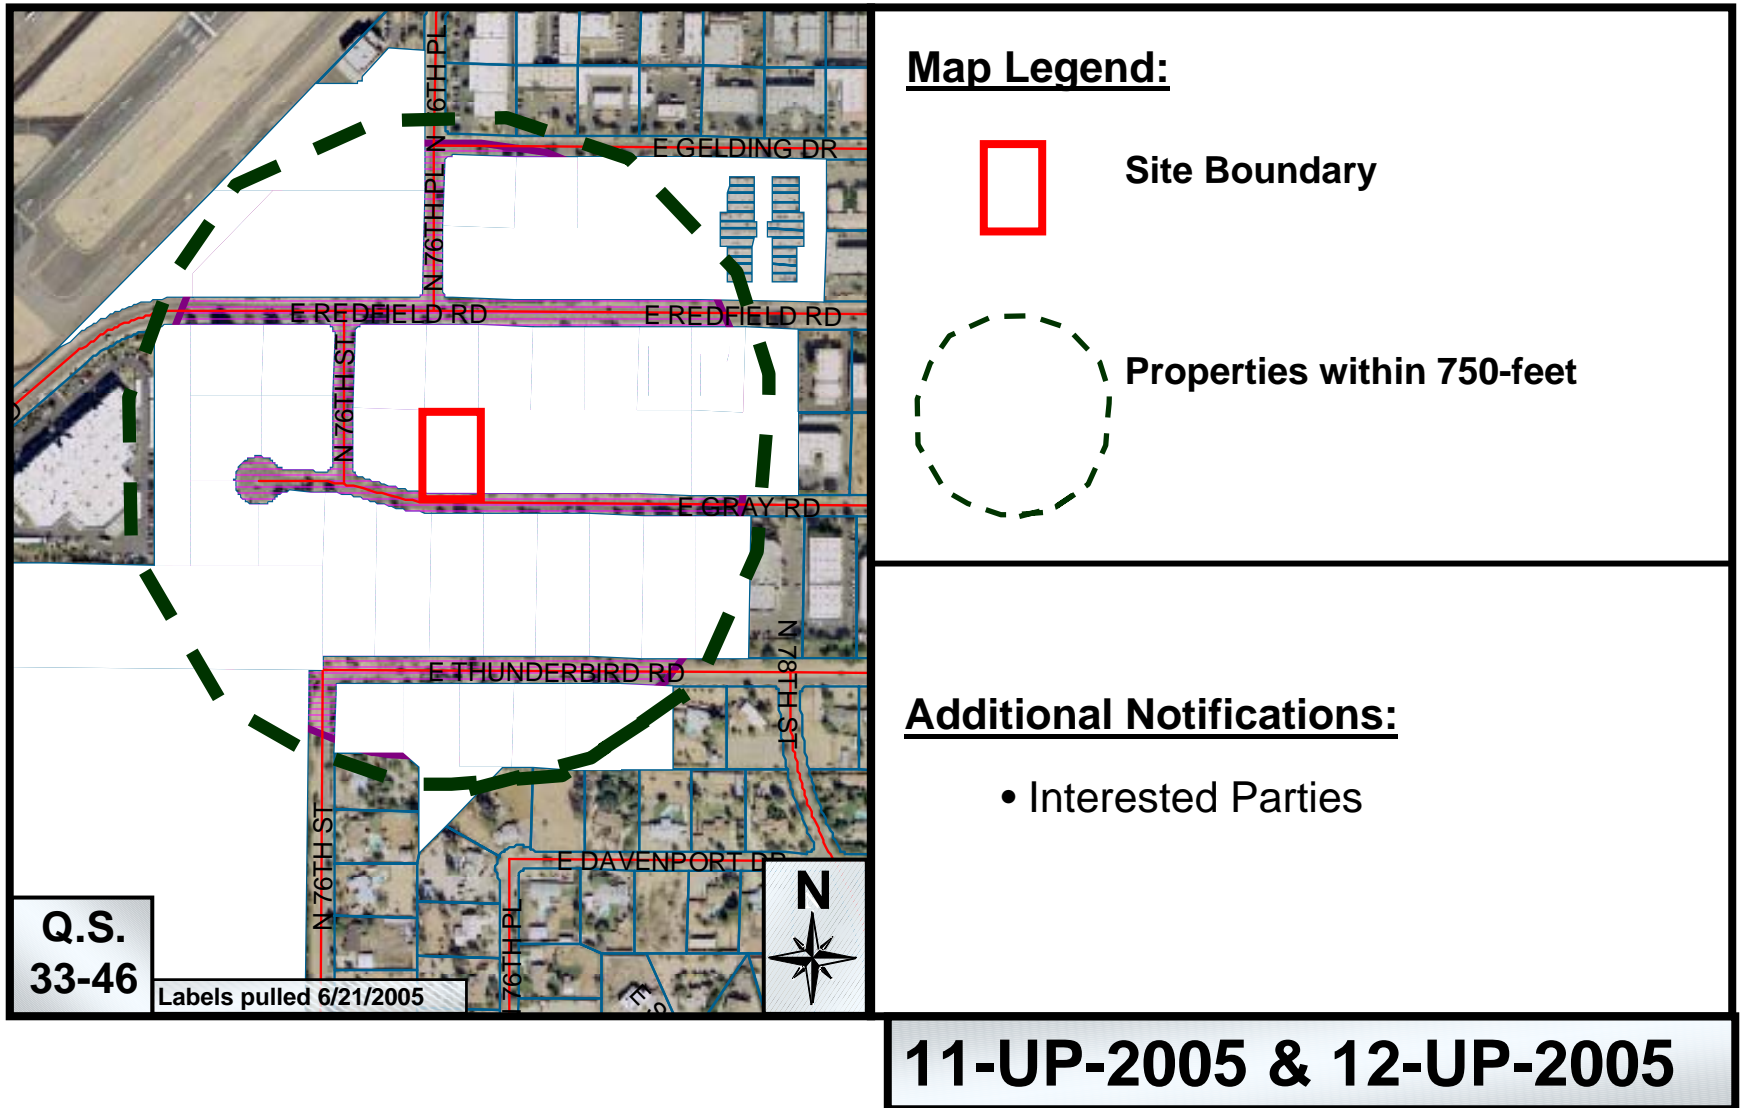 N 76TH PL
E GELDING DR
N 76TH PL
E REDFIELD RD
E REDFIELD RD
N 76TH ST
E GRAY RD
E THUNDERBIRD RD
N 78TH ST
N 76TH ST
E DAVENPORT DR
76TH PL
N
Q.S.
33-46
Labels pulled 6/21/2005
Map Legend:
Site Boundary
Properties within 750-feet
Additional Notifications:
• Interested Parties
11-UP-2005 & 12-UP-2005